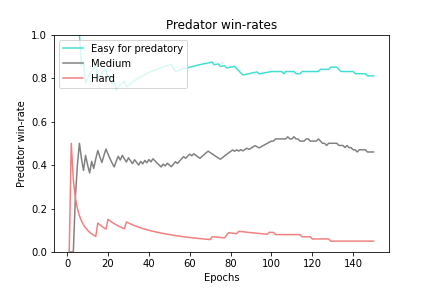 Predator win-rates
Easy for predatory
Medium
Hard
Predator win-rate
1.0
0.8
0.6
0.4
0.2
0.0
0 20 40 60 80 100 120 140
Epochs